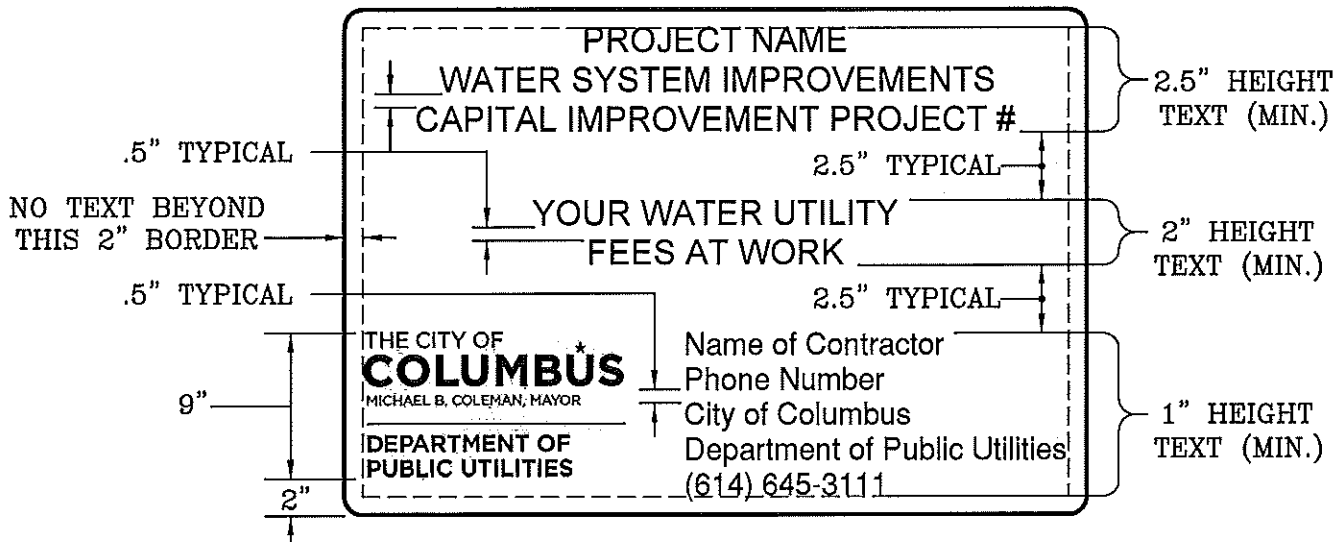 PROJECT NAME
WATER SYSTEM IMPROVEMENTS
CAPITAL IMPROVEMENT PROJECT #
2.5" HEIGHT
TEXT (MIN.)
.5" TYPICAL
2.5" TYPICAL
NO TEXT BEYOND
THIS 2" BORDER
YOUR WATER UTILITY
FEES AT WORK
2" HEIGHT
TEXT (MIN.)
.5" TYPICAL
2.5" TYPICAL
9"
2"
THE CITY OF
COLUMBUS
MICHAEL B. COLEMAN, MAYOR
DEPARTMENT OF
PUBLIC UTILITIES
Name of Contractor
Phone Number
City of Columbus
Department of Public Utilities
(614) 645-3111
1" HEIGHT
TEXT (MIN.)